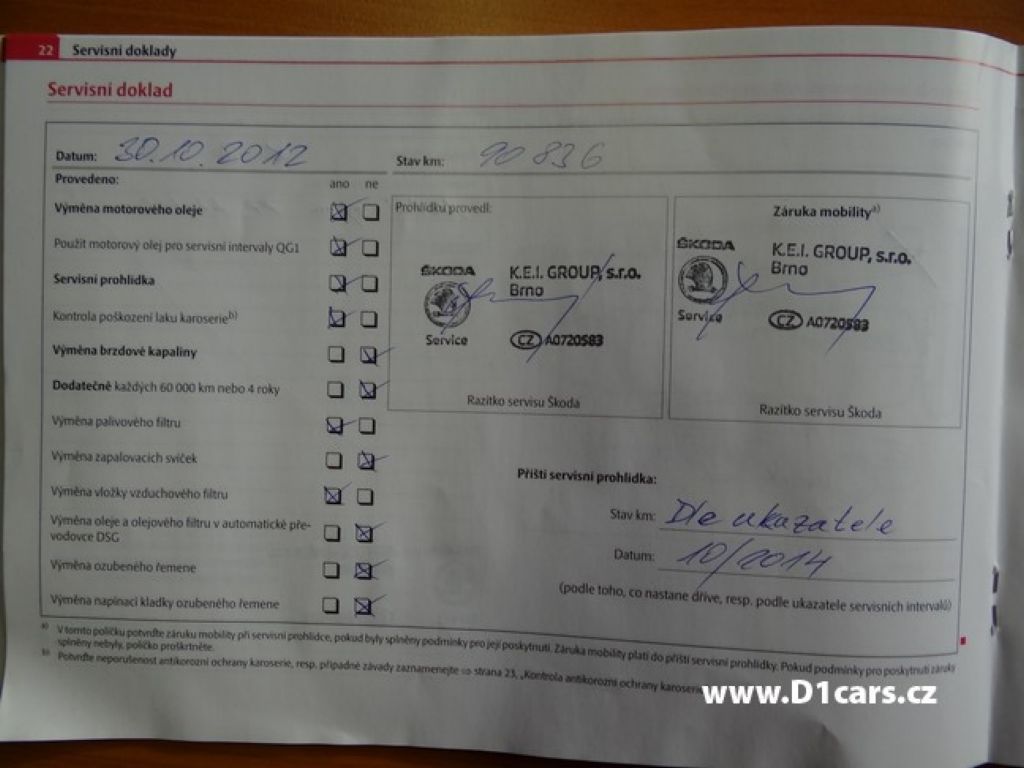 22 Servisní doklady
Servisní doklad
Datum: 30.10.2012 Stav km: 90 836
Provedeno: ano ne
Výměna motorového oleje
Použit motorový olej pro servisní intervaly QG1
Servisní prohlídka
Kontrola poškození laku karoserie b)
Výměna brzdové kapaliny
Dodatečně každých 60 000 km nebo 4 roky
Výměna palivového filtru
Výměna zapalovacích svíček
Výměna vložky vzduchového filtru
Výměna oleje a olejového filtru v automatické pře-
vodovce DSG
Výměna ozubeného řemene
Výměna napínací kladky ozubeného řemene
Prohlídku provedl:
ŠKODA K.E.I. GROUP, s.r.o.
Brno
Service CZ A0720583
Razítko servisu Škoda
Záruka mobility a)
ŠKODA K.E.I. GROUP, s.r.o.
Brno
Service CZ A0720583
Razítko servisu Škoda
Příští servisní prohlídka:
Stav km: Dle ukazatele
Datum: 10/2014
(podle toho, co nastane dříve, resp. podle ukazatele servisních intervalů)
a) V tomto políčku potvrďte záruku mobility při servisní prohlídce, pokud byly splněny podmínky pro její poskytnutí. Záruka mobility platí do příští servisní prohlídky. Pokud podmínky pro poskytnutí záruky
splněny nebyly, políčko proškrtněte.
b) Potvrďte neporušenost antikorozní ochrany karoserie, resp. případné závady zaznamenejte ⇒ strana 23, „Kontrola antikorozní ochrany karoserie
www.D1cars.cz